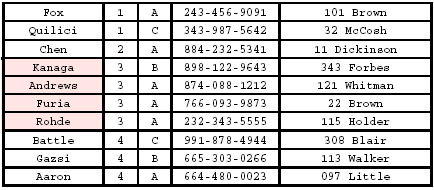 Fox 1 A 243-456-9091 101 Brown
Quilici 1 C 343-987-5642 32 McCosh
Chen 2 A 884-232-5341 11 Dickinson
Kanaga 3 B 898-122-9643 343 Forbes
Andrews 3 A 874-088-1212 121 Whitman
Furia 3 A 766-093-9873 22 Brown
Rohde 3 A 232-343-5555 115 Holder
Battle 4 C 991-878-4944 308 Blair
Gazsi 4 B 665-303-0266 113 Walker
Aaron 4 A 664-480-0023 097 Little